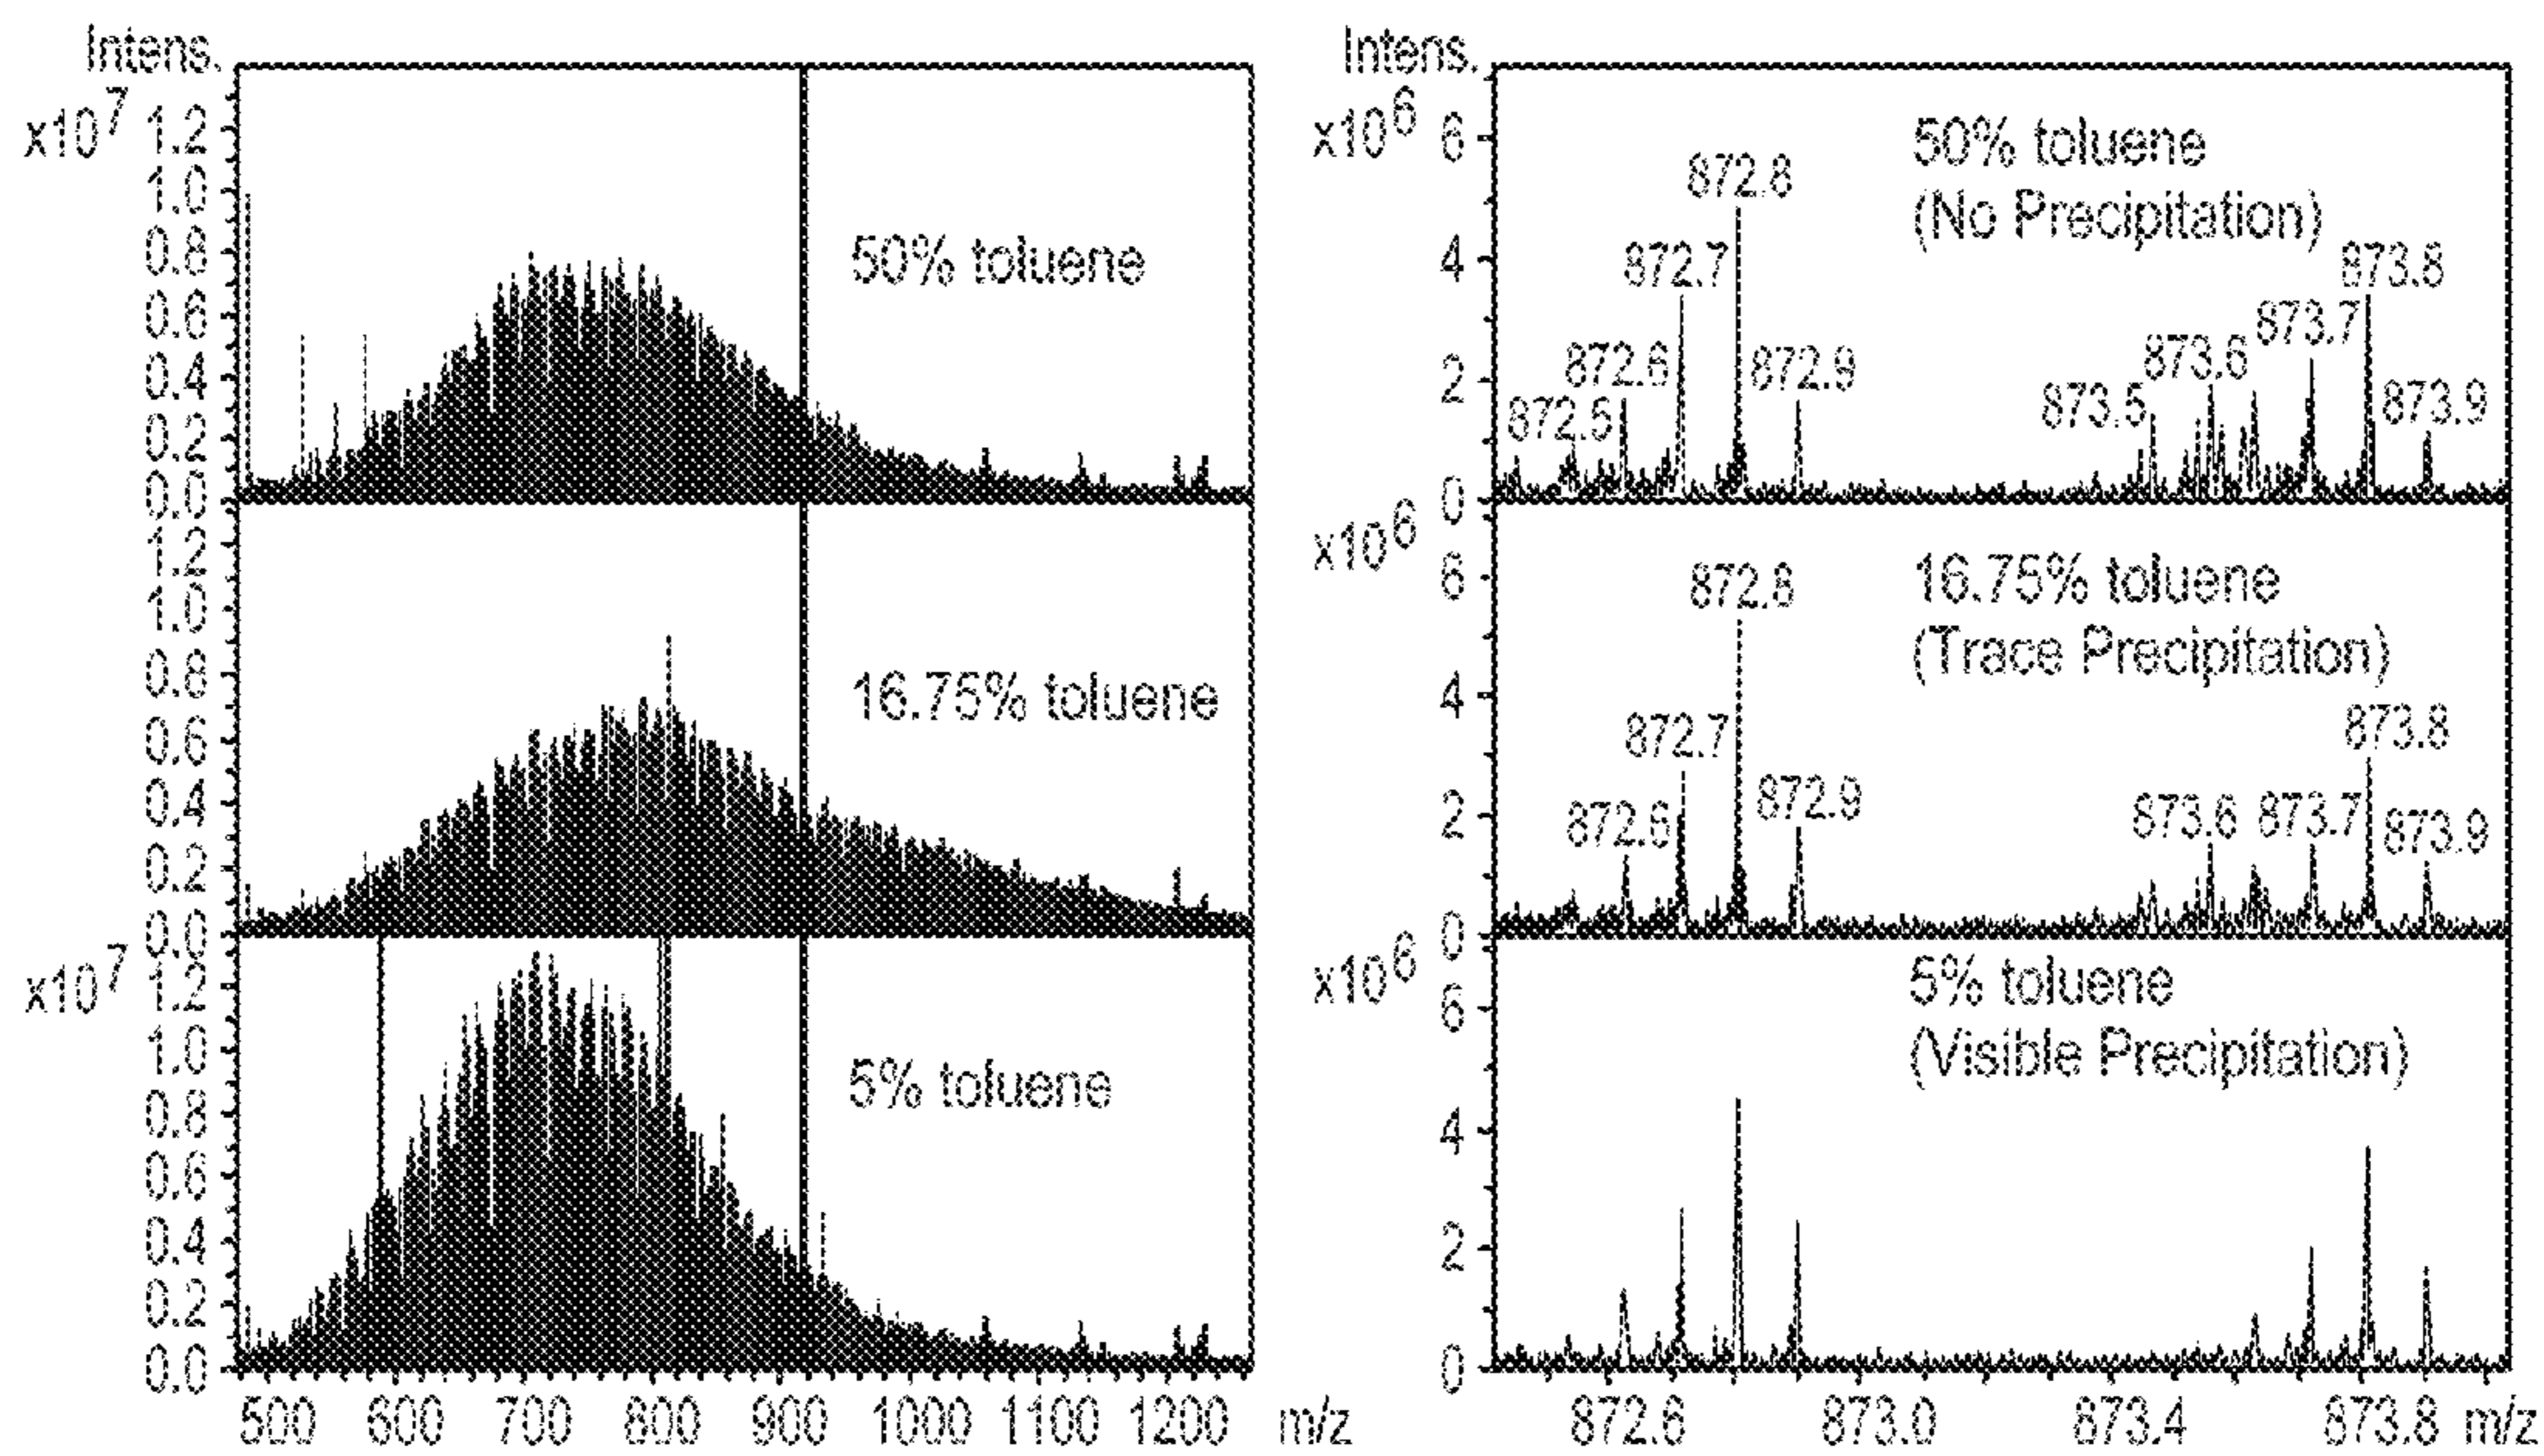 Intens.
x10^7
1.2
1.0
0.8
0.6
0.4
0.2
0.0
50% toluene
1.2
1.0
0.8
0.6
0.4
0.2
0.0
16.75% toluene
x10^7
1.2
1.0
0.8
0.6
0.4
0.2
0.0
5% toluene
500 600 700 800 900 1000 1100 1200 m/z
Intens.
x10^6
6
4
2
0
50% toluene
(No Precipitation)
872.8
872.7
872.6
872.5
872.9
873.5
873.6
873.7
873.8
873.9
x10^6
6
4
2
0
16.75% toluene
(Trace Precipitation)
872.8
872.7
872.6
872.9
873.6
873.7
873.8
873.9
x10^6
6
4
2
0
5% toluene
(Visible Precipitation)
872.6 873.0 873.4 873.8 m/z